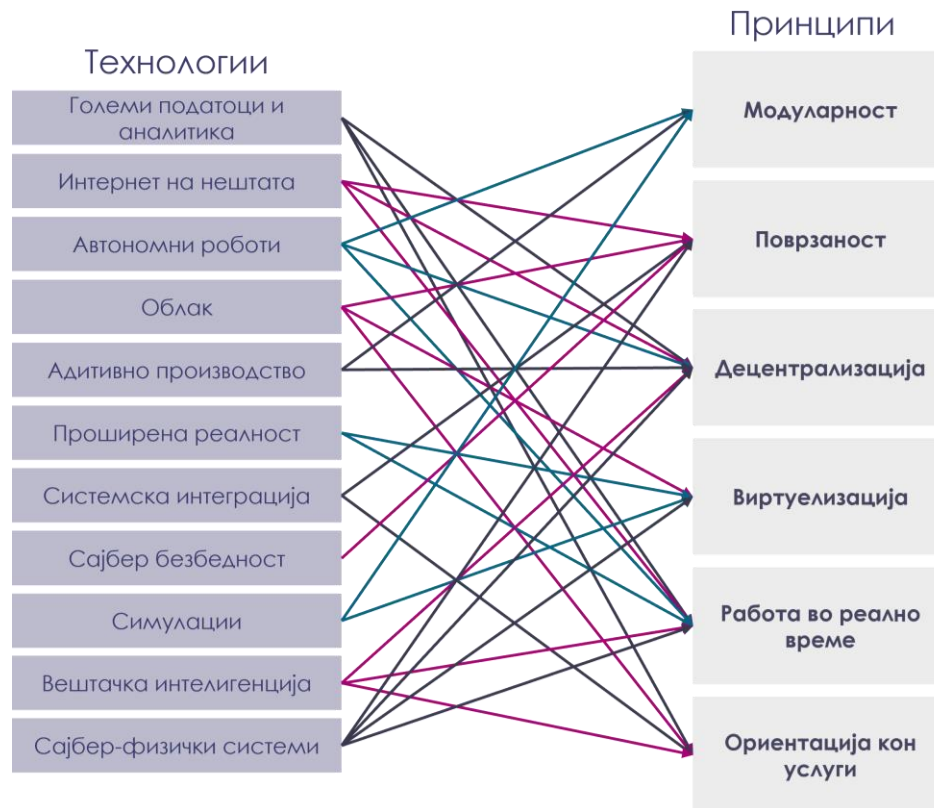 Технологии
Големи податоци и
аналитика
Интернет на нештата
Автономни роботи
Облак
Адитивно производство
Проширена реалност
Системска интеграција
Сајбер безбедност
Симулации
Вештачка интелигенција
Сајбер-физички системи
Принципи
Модуларност
Поврзаност
Децентрализација
Виртуелизација
Работа во реално
време
Ориентација кон
услуги